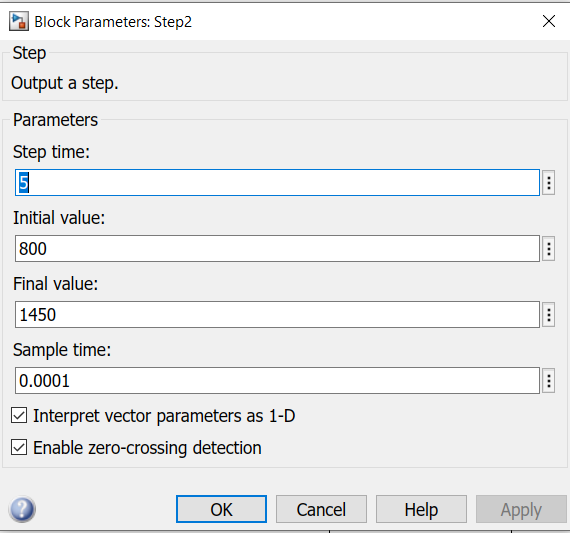 Block Parameters: Step2
Step
Output a step.
Parameters
Step time:
5
Initial value:
800
Final value:
1450
Sample time:
0.0001
Interpret vector parameters as 1-D
Enable zero-crossing detection
OK Cancel Help Apply